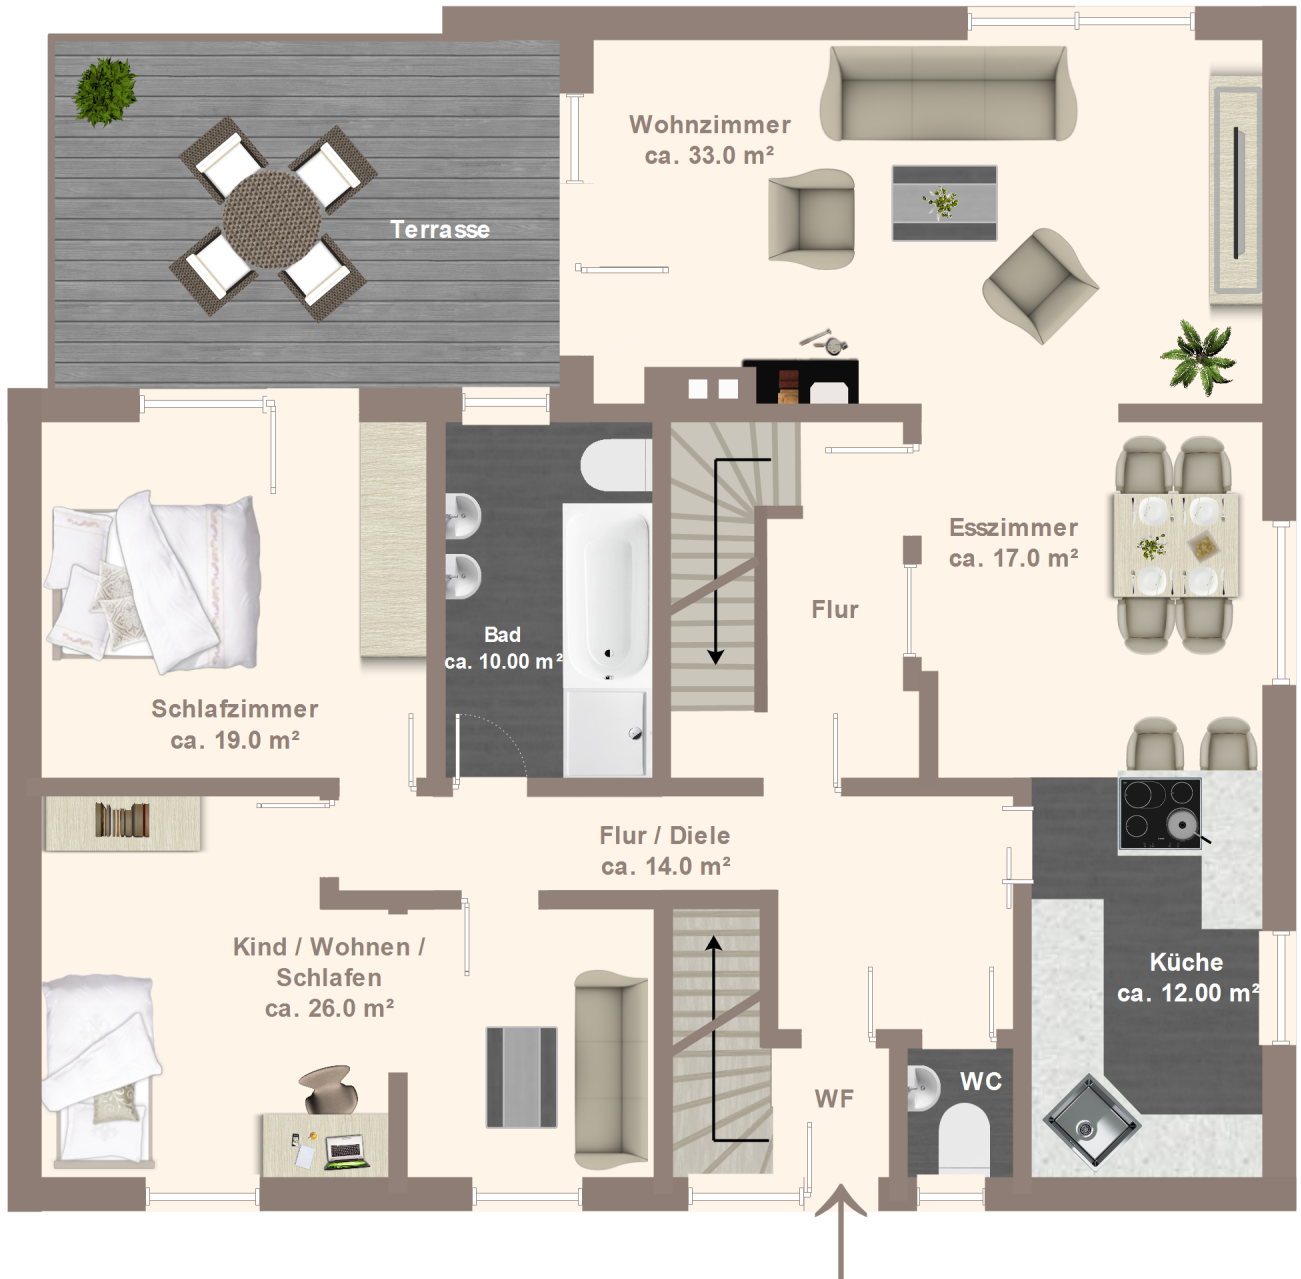 Wohnzimmer
ca. 33.0 m²
Terrasse
Esszimmer
ca. 17.0 m²
Flur
Bad
ca. 10.00 m²
Schlafzimmer
ca. 19.0 m²
Flur / Diele
ca. 14.0 m²
Kind / Wohnen /
Schlafen
ca. 26.0 m²
Küche
ca. 12.00 m²
WC
WF